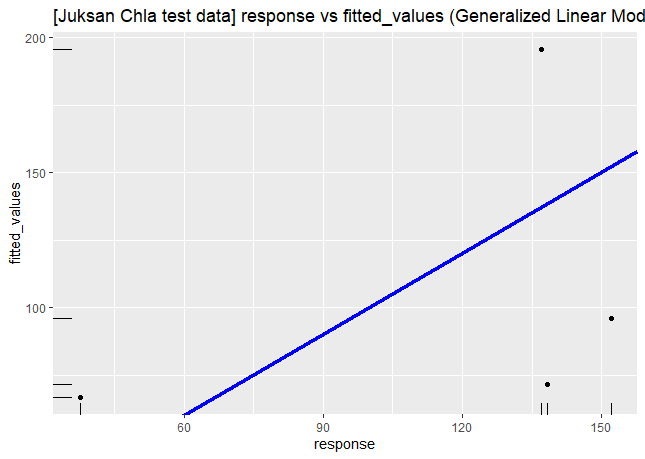 [Juksan Chla test data] response vs fitted_values (Generalized Linear Mod
200
150
100
fitted_values
60
90
120
150
response